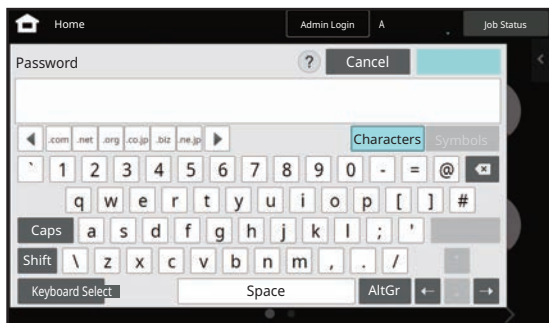 Home Admin Login A Job Status
Password ? Cancel
.com .net .org .co.jp .biz .ne.jp Characters Symbols
` 1 2 3 4 5 6 7 8 9 0 - = @
q w e r t y u i o p [ ] #
Caps a s d f g h j k l ; '
Shift \ z x c v b n m , . /
Keyboard Select Space AltGr